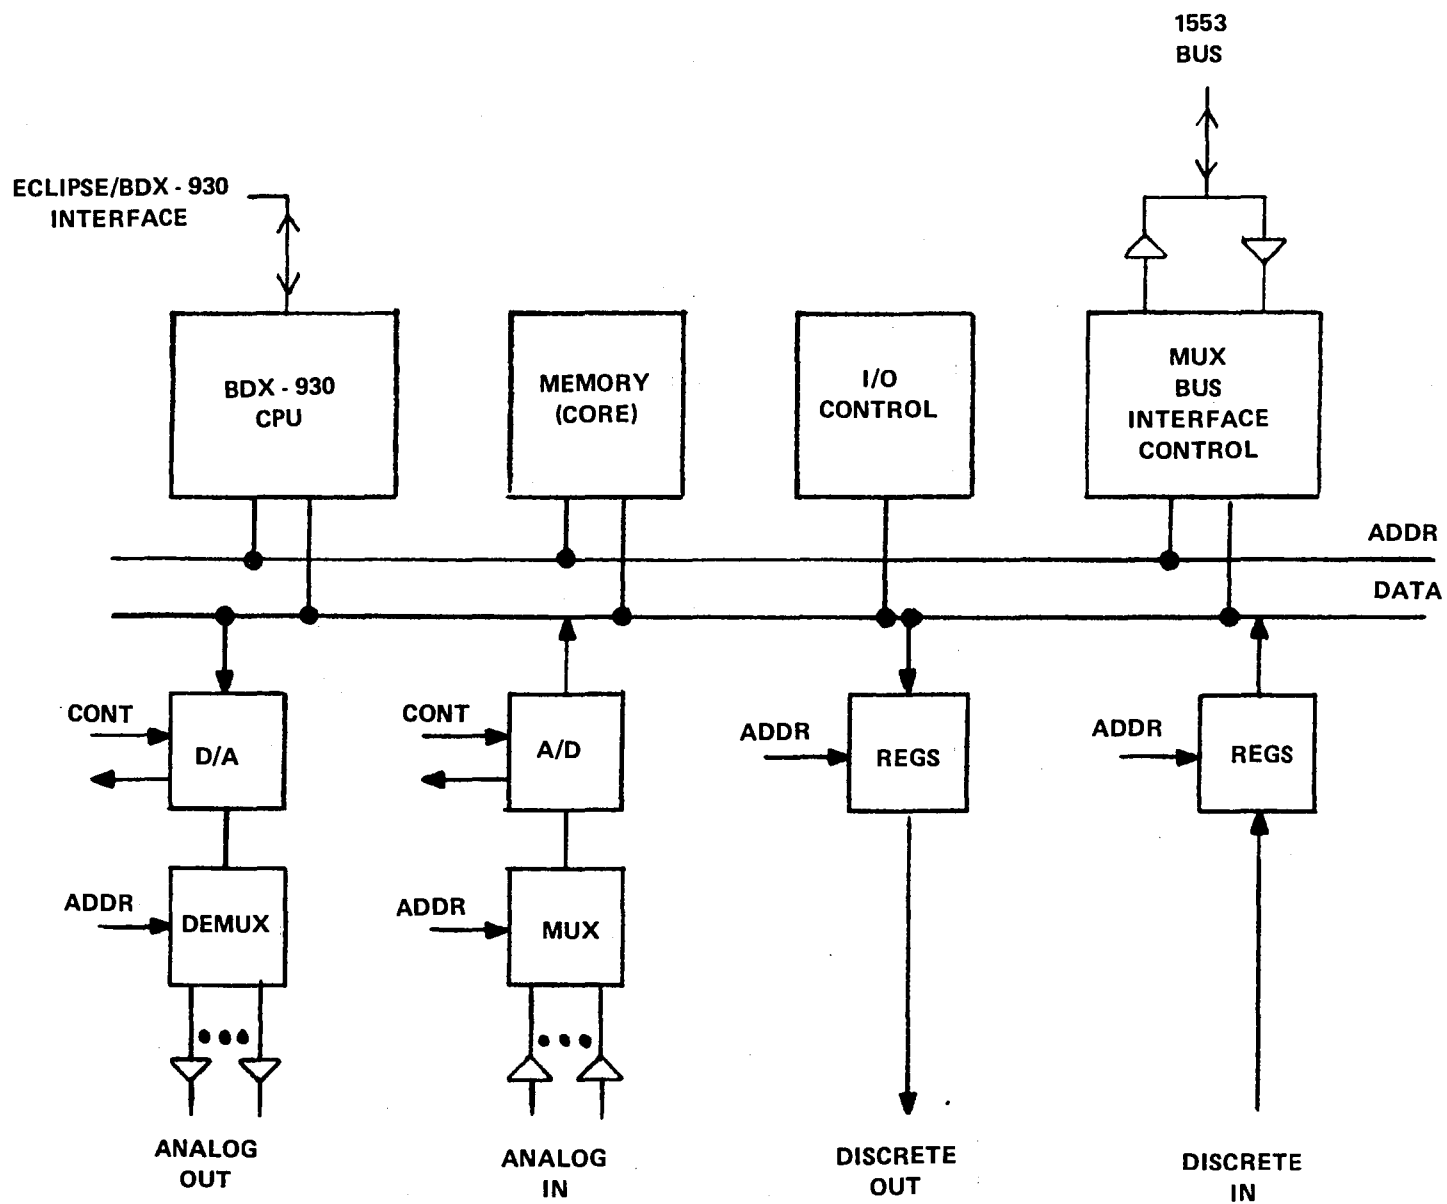 1553
BUS
ECLIPSE/BDX - 930
INTERFACE
BDX - 930
CPU
MEMORY
(CORE)
I/O
CONTROL
MUX
BUS
INTERFACE
CONTROL
ADDR
DATA
CONT
D/A
CONT
A/D
ADDR
REGS
ADDR
REGS
ADDR
DEMUX
ADDR
MUX
ANALOG
OUT
ANALOG
IN
DISCRETE
OUT
DISCRETE
IN